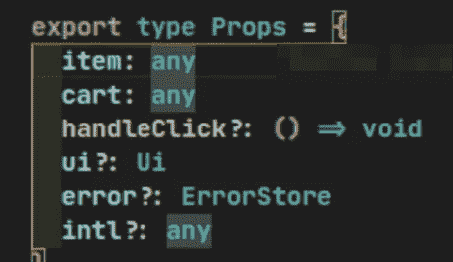 export type Props = {
item: any
cart: any
handleClick?: () => void
ui?: Ui
error?: ErrorStore
intl?: any
}